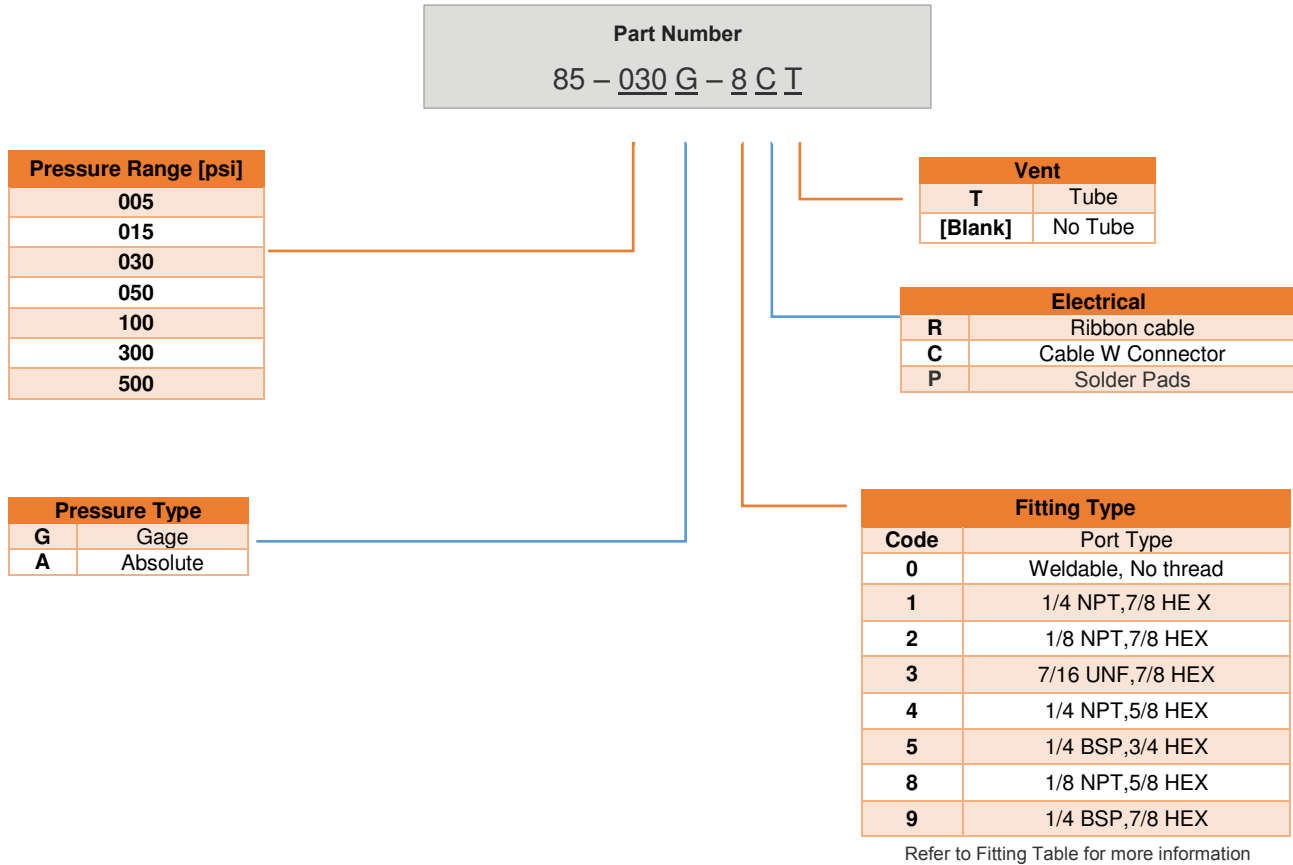 Part Number
85 – 030 G – 8 C T
Pressure Range [psi]
005
015
030
050
100
300
500
Vent
T Tube
[Blank] No Tube
Electrical
R Ribbon cable
C Cable W Connector
P Solder Pads
Pressure Type
G Gage
A Absolute
Fitting Type
Code Port Type
0 Weldable, No thread
1 1/4 NPT,7/8 HE X
2 1/8 NPT,7/8 HEX
3 7/16 UNF,7/8 HEX
4 1/4 NPT,5/8 HEX
5 1/4 BSP,3/4 HEX
8 1/8 NPT,5/8 HEX
9 1/4 BSP,7/8 HEX
Refer to Fitting Table for more information